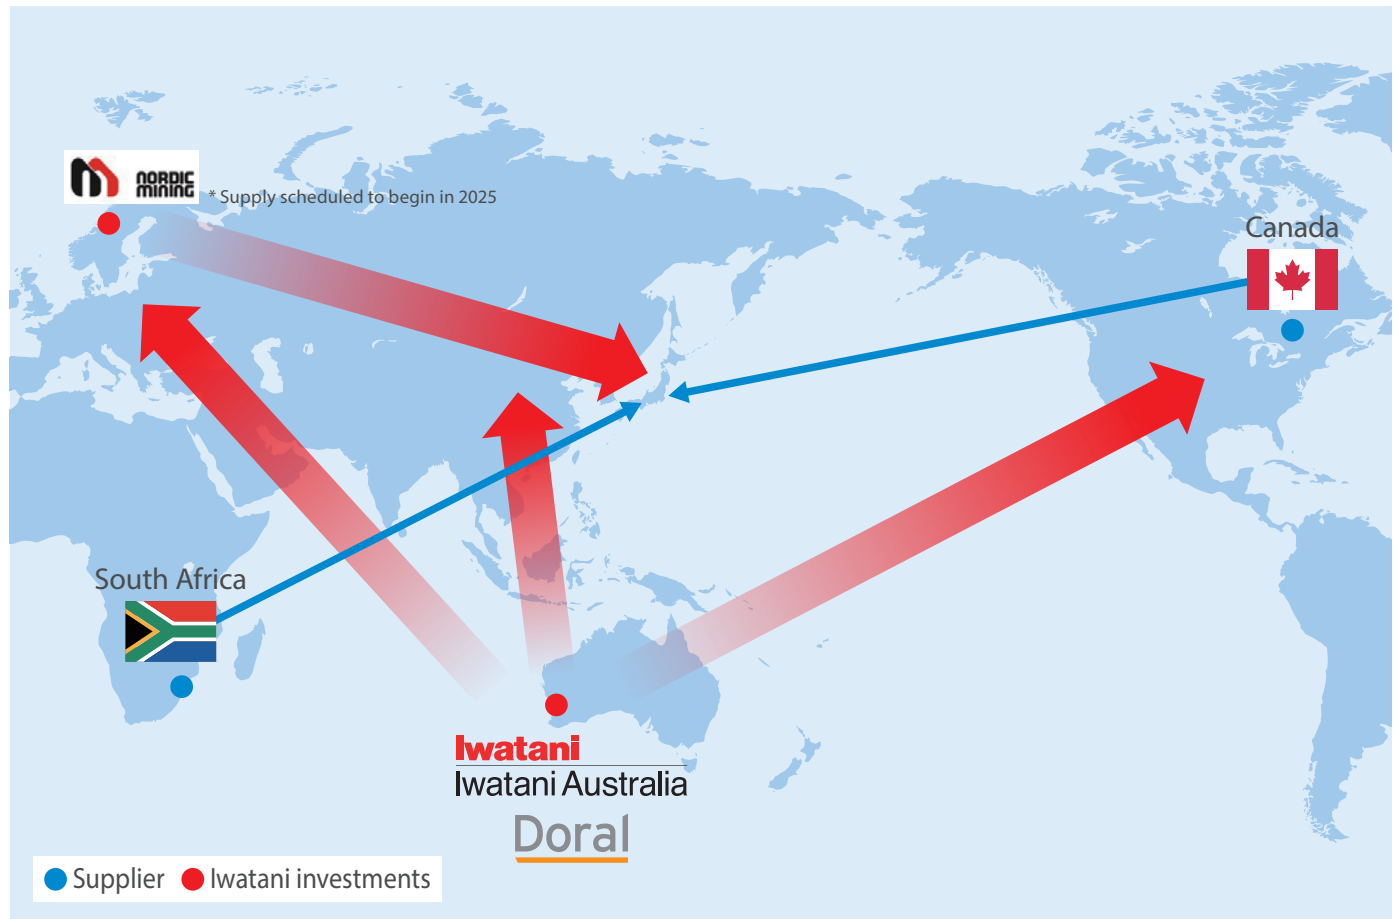 NORDIC
MINING
* Supply scheduled to begin in 2025
Canada
South Africa
Iwatani
Iwatani Australia
Doral
Supplier
Iwatani investments